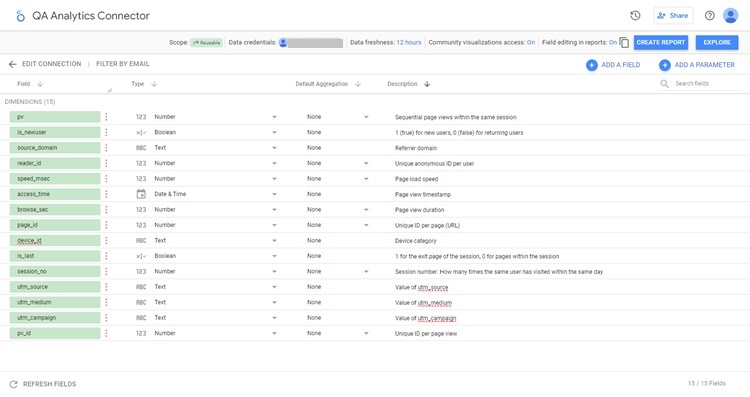 QA Analytics Connector
Share
Scope: Reusable Data credentials: Data freshness: 12 hours Community visualizations access: On Field editing in reports: On CREATE REPORT EXPLORE
EDIT CONNECTION | FILTER BY EMAIL ADD A FIELD ADD A PARAMETER
Field Type Default Aggregation Description Search fields
DIMENSIONS (15)
pv 123 Number None Sequential page views within the same session
is_newuser Boolean None 1 (true) for new users, 0 (false) for returning users
source_domain RBC Text None Referrer domain
reader_id 123 Number None Unique anonymous ID per user
speed_msec 123 Number None Page load speed
access_time Date & Time None Page view timestamp
browse_sec 123 Number None Page view duration
page_id 123 Number None Unique ID per page (URL)
device_id RBC Text None Device category
is_last Boolean None 1 for the exit page of the session, 0 for pages within the session
session_no 123 Number None Session number: How many times the same user has visited within the same day
utm_source RBC Text None Value of utm_source
utm_medium RBC Text None Value of utm_medium
utm_campaign RBC Text None Value of utm_campaign
pv_id 123 Number None Unique ID per page view
REFRESH FIELDS 15 / 15 Fields